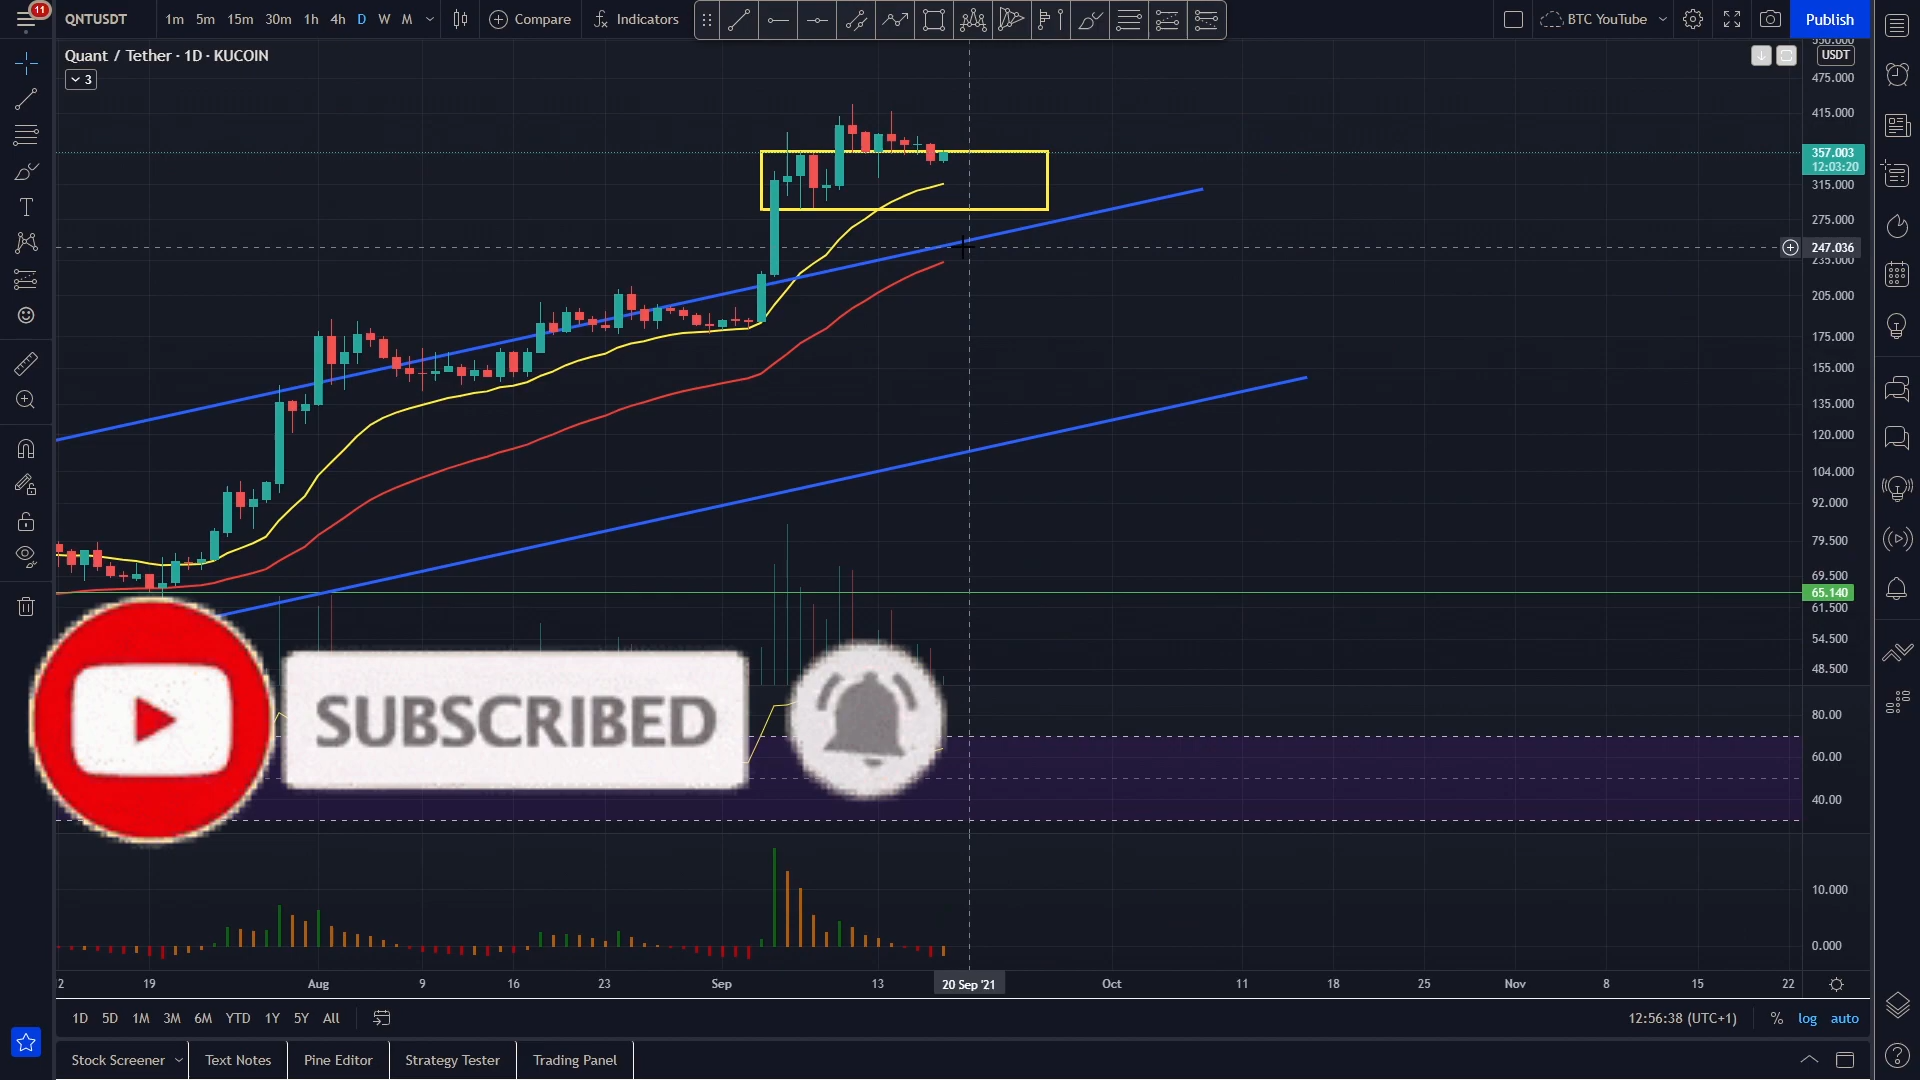 11
QNTUSDT
1m 5m 15m 30m 1h 4h D W M
Compare
Indicators
BTC YouTube
Publish
Quant / Tether · 1D · KUCOIN
3
USDT
475.000
415.000
357.003
12:03:20
315.000
275.000
247.036
235.000
205.000
175.000
155.000
135.000
120.000
104.000
92.000
79.500
69.500
65.140
61.500
54.500
48.500
SUBSCRIBED
80.00
60.00
40.00
10.000
0.000
19 Aug 9 16 23 Sep 13 20 Sep '21 Oct 11 18 25 Nov 8 15 22
1D 5D 1M 3M 6M YTD 1Y 5Y All
12:56:38 (UTC+1) % log auto
Stock Screener Text Notes Pine Editor Strategy Tester Trading Panel